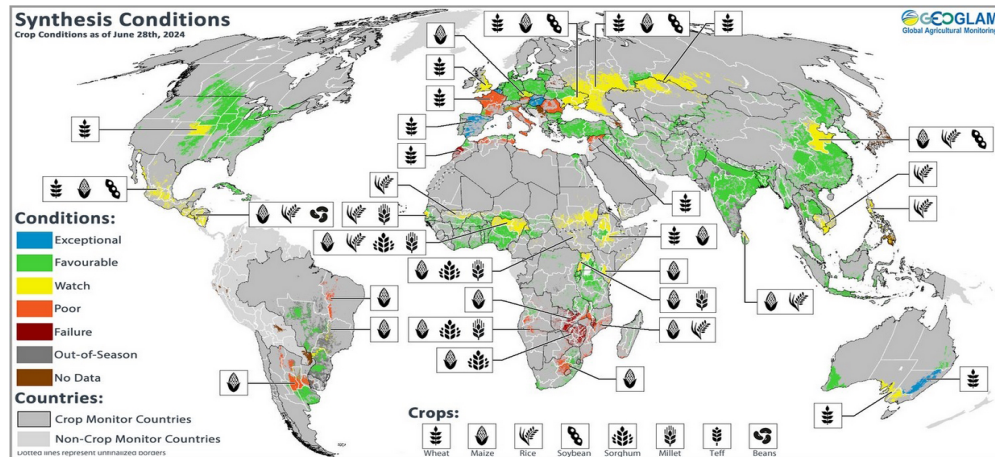 Synthesis Conditions
Crop Conditions as of June 28th, 2024
GEOGLAM
Global Agricultural Monitoring
Conditions:
Exceptional
Favourable
Watch
Poor
Failure
Out-of-Season
No Data
Countries:
Crop Monitor Countries
Non-Crop Monitor Countries
Dotted lines represent unfinalized borders
Crops:
Wheat
Maize
Rice
Soybean
Sorghum
Millet
Teff
Beans